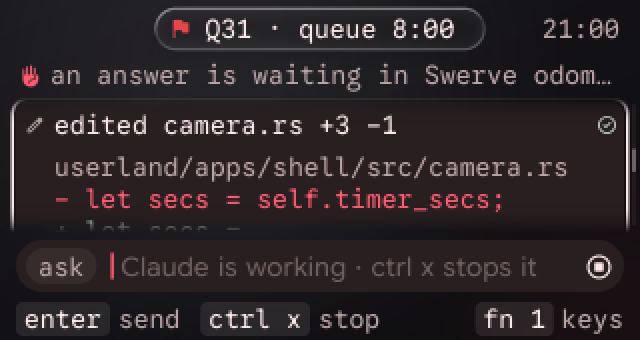 Q31 · queue 8:00
21:00
an answer is waiting in Swerve odom…
edited camera.rs +3 −1
userland/apps/shell/src/camera.rs
- let secs = self.timer_secs;
+ let secs =
ask Claude is working · ctrl x stops it
enter send ctrl x stop fn 1 keys